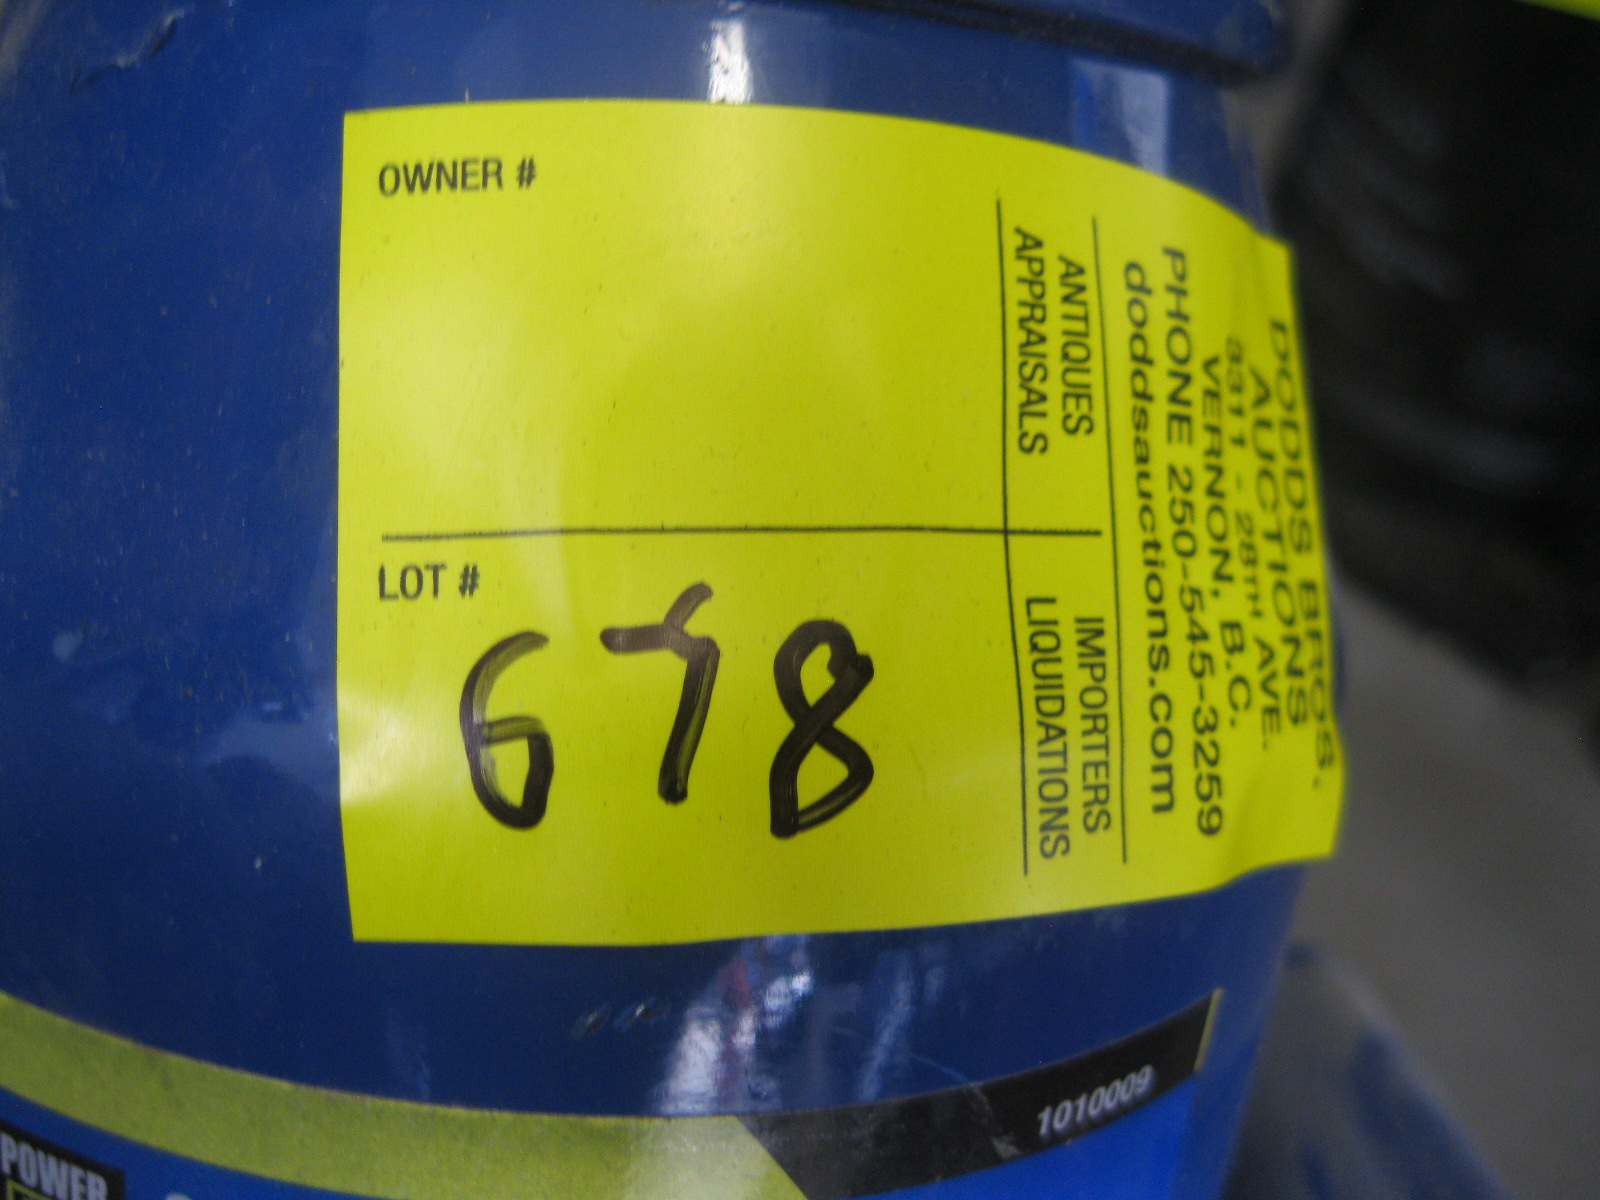 OWNER #
LOT #
678
ANTIQUES
APPRAISALS
IMPORTERS
LIQUIDATIONS
DODDS BROS.
AUCTIONS
3311 - 28TH AVE.
VERNON, B.C.
PHONE 250-545-3259
doddsauctions.com
1010009
POWER